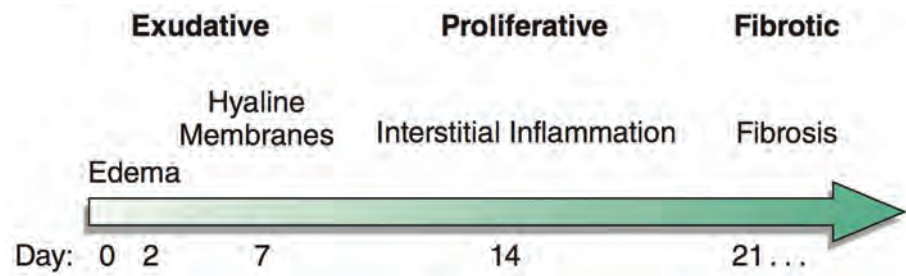 Exudative Proliferative Fibrotic
Hyaline
Membranes Interstitial Inflammation Fibrosis
Edema
Day: 0 2 7 14 21 . . .